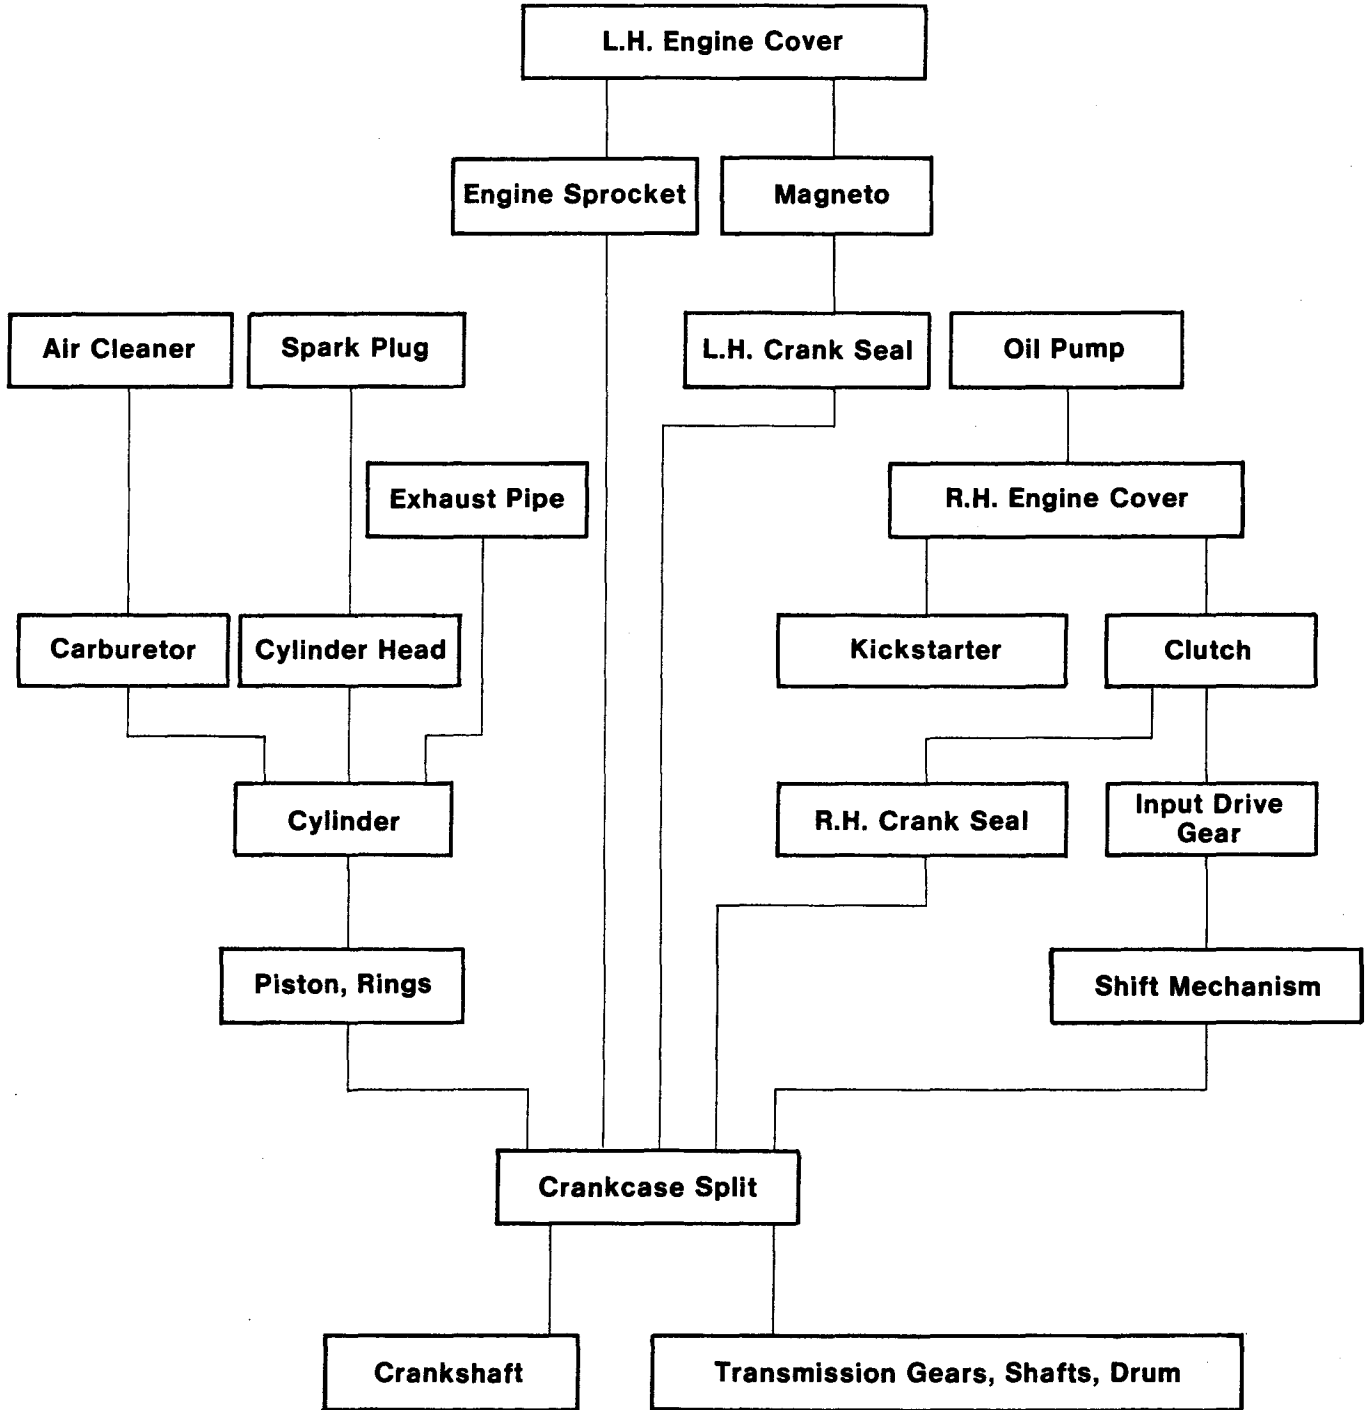 L.H. Engine Cover
Engine Sprocket
Magneto
Air Cleaner
Spark Plug
L.H. Crank Seal
Oil Pump
Exhaust Pipe
R.H. Engine Cover
Carburetor
Cylinder Head
Kickstarter
Clutch
Cylinder
R.H. Crank Seal
Input Drive
Gear
Piston, Rings
Shift Mechanism
Crankcase Split
Crankshaft
Transmission Gears, Shafts, Drum